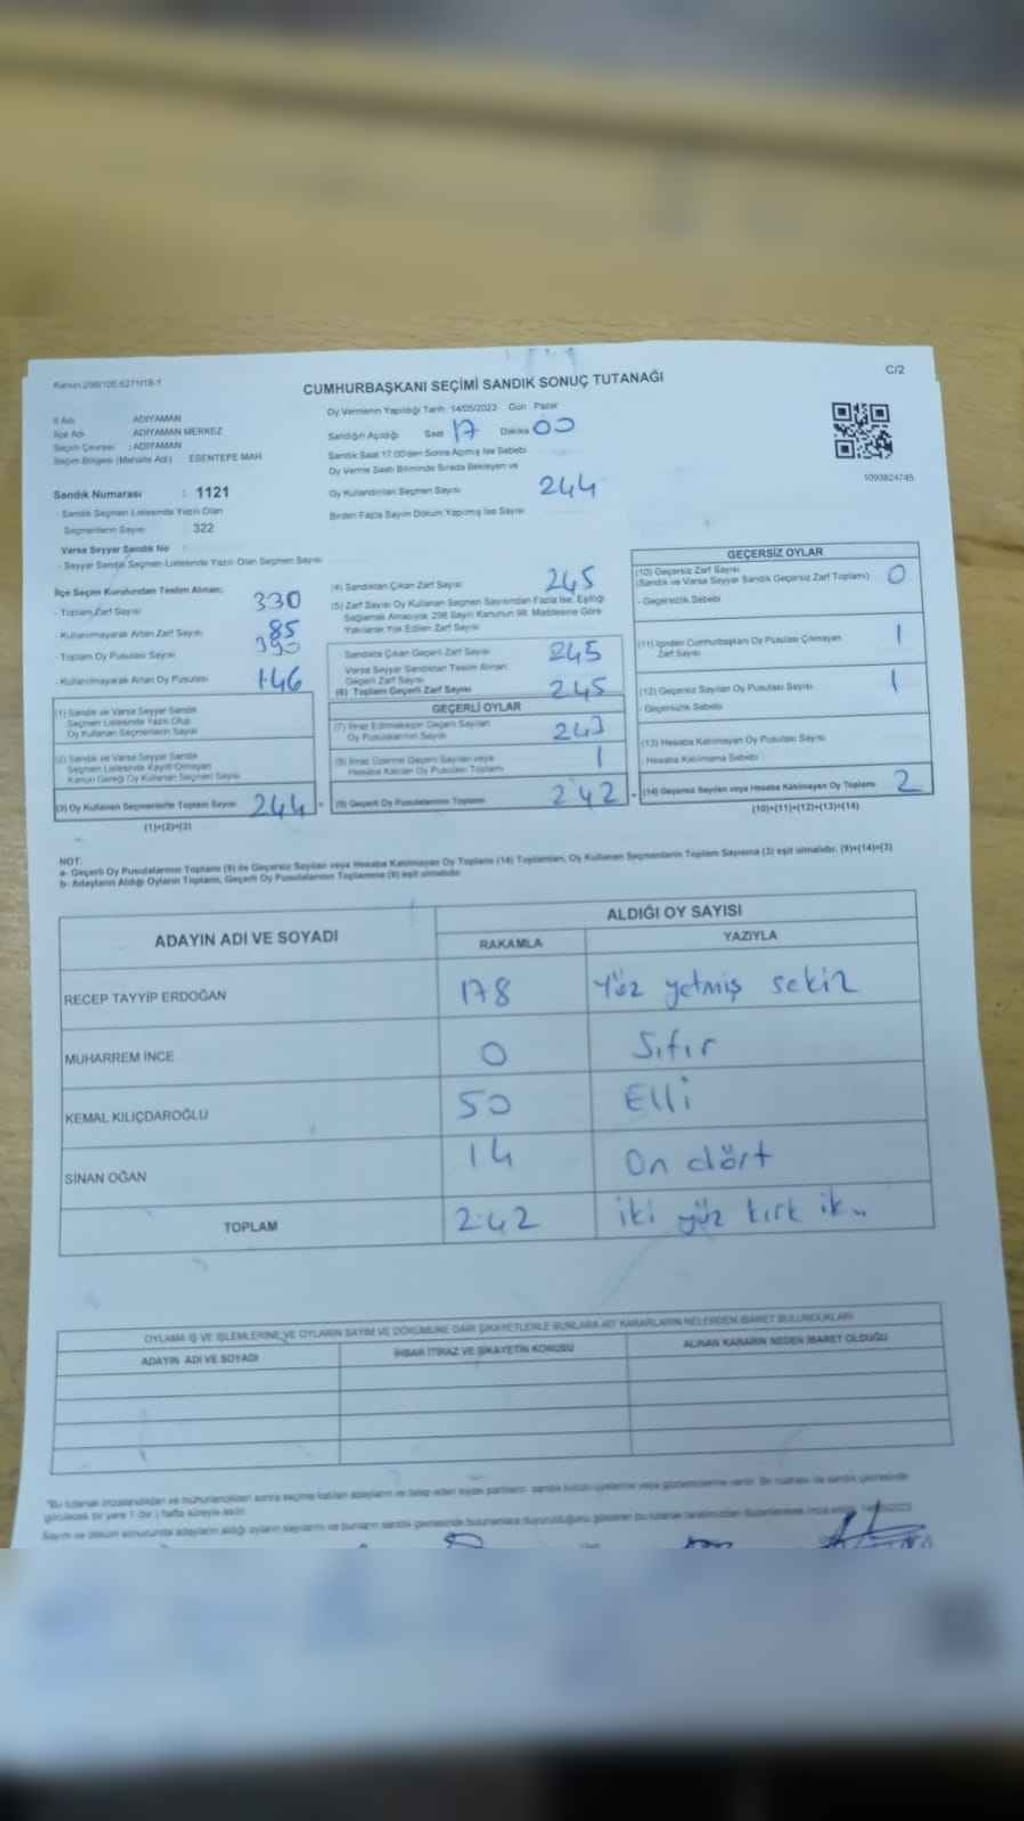 C/2
CUMHURBAŞKANI SEÇİMİ SANDIK SONUÇ TUTANAĞI
İl Adı ADIYAMAN
İlçe Adı ADIYAMAN MERKEZ
Seçim Çevresi : ADIYAMAN
Seçim Bölgesi (Mahalle Adı) ESENTEPE MAH
Oy Vermenin Yapıldığı Tarih 14/05/2023 Gün Pazar
Sandığın Açıldığı Saat 17 Dakika 00
Sandık Saat 17:00'den Sonra Açılmış İse Sebebi
Oy Verme Saati Bitiminde Sırada Bekleyen ve
Oy Kullandırılan Seçmen Sayısı 244
Birden Fazla Sayım Döküm Yapılmış İse Sayısı
1090824745
Sandık Numarası : 1121
Sandık Seçmen Listesinde Yazılı Olan
Seçmenlerin Sayısı 322
Varsa Seyyar Sandık No
- Seyyar Sandık Seçmen Listesinde Yazılı Olan Seçmen Sayısı
İlçe Seçim Kurulundan Teslim Alınan:
- Toplam Zarf Sayısı 330
- Kullanılmayarak Artan Zarf Sayısı 85
- Toplam Oy Pusulası Sayısı 390
- Kullanılmayarak Artan Oy Pusulası 146
(1) Sandık ve Varsa Seyyar Sandık
Seçmen Listesinde Yazılı Olup
Oy Kullanan Seçmenlerin Sayısı
(2) Sandık ve Varsa Seyyar Sandık
Seçmen Listesinde Kayıtlı Olmayan
Kanun Gereği Oy Kullanan Seçmen Sayısı
(3) Oy Kullanan Seçmenlerin Toplam Sayısı 244
(1)+(2)=(3)
(4) Sandıktan Çıkan Zarf Sayısı 245
(5) Zarf Sayısı Oy Kullanan Seçmen Sayısından Fazla İse, Eşitliği
Sağlamak Amacıyla 298 Sayılı Kanunun 98. Maddesine Göre
Yakılarak Yok Edilen Zarf Sayısı
Sandıkta Çıkan Geçerli Zarf Sayısı 245
Varsa Seyyar Sandıktan Teslim Alınan
Geçerli Zarf Sayısı
(6) Toplam Geçerli Zarf Sayısı 245
GEÇERLİ OYLAR
(7) İtiraz Edilmeksizin Geçerli Sayılan
Oy Pusulalarının Sayısı 243
(8) İtiraz Üzerine Geçerli Sayılan veya
Hesaba Katılan Oy Pusulası Toplamı 1
(9) Geçerli Oy Pusulalarının Toplamı 242
GEÇERSİZ OYLAR
(10) Geçersiz Zarf Sayısı
(Sandık ve Varsa Seyyar Sandık Geçersiz Zarf Toplamı) 0
- Geçersizlik Sebebi
(11) İçinden Cumhurbaşkanı Oy Pusulası Çıkmayan
Zarf Sayısı 1
(12) Geçersiz Sayılan Oy Pusulası Sayısı 1
- Geçersizlik Sebebi
(13) Hesaba Katılmayan Oy Pusulası Sayısı
- Hesaba Katılmama Sebebi
(14) Geçersiz Sayılan veya Hesaba Katılmayan Oy Toplamı 2
(10)+(11)+(12)+(13)=(14)
NOT:
a- Geçerli Oy Pusulalarının Toplamı (9) ile Geçersiz Sayılan veya Hesaba Katılmayan Oy Toplamı (14) Toplamları, Oy Kullanan Seçmenlerin Toplam Sayısına (3) eşit olmalıdır. (9)+(14)=(3)
b- Adayların Aldığı Oyların Toplamı, Geçerli Oy Pusulalarının Toplamına (9) eşit olmalıdır.
ADAYIN ADI VE SOYADI
ALDIĞI OY SAYISI
RAKAMLA YAZIYLA
RECEP TAYYİP ERDOĞAN 178 Yüz yetmiş sekiz
MUHARREM İNCE 0 Sıfır
KEMAL KILIÇDAROĞLU 50 Elli
SİNAN OĞAN 14 On dört
TOPLAM 242 iki yüz kırk iki
OYLAMA İŞ VE İŞLEMLERİNE VE OYLARIN SAYIM VE DÖKÜMÜNE DAİR ŞİKAYETLERLE BUNLARA AİT KARARLARIN NELERDEN İBARET BULUNDUKLARI
ADAYIN ADI VE SOYADI
İHBAR İTİRAZ VE ŞİKAYETİN KONUSU
ALINAN KARARIN NEDEN İBARET OLDUĞU